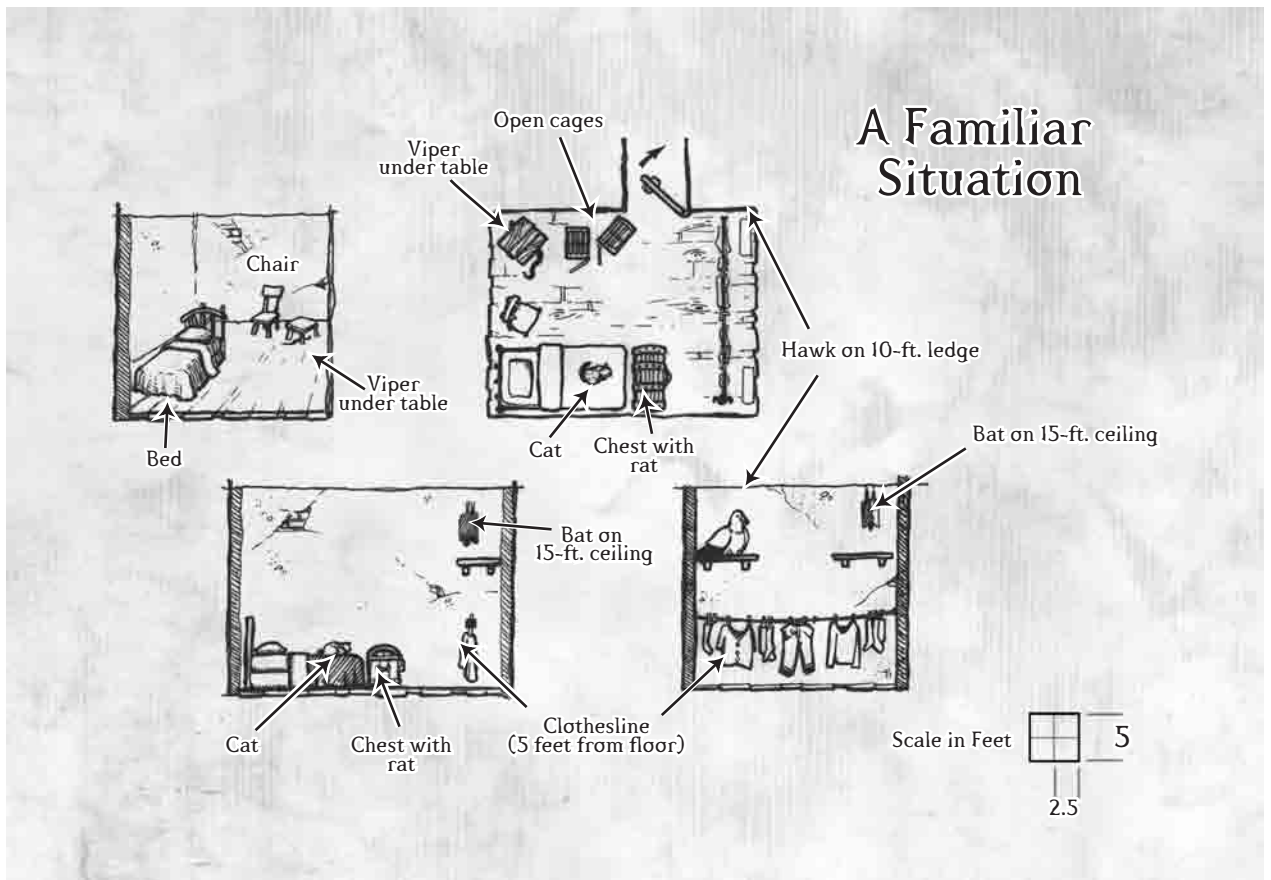 A Familiar
Situation
Open cages
Viper
under table
Chair
Hawk on 10-ft. ledge
Viper
under table
Bed
Cat
Chest with
rat
Bat on 15-ft. ceiling
Bat on
15-ft. ceiling
Cat
Chest with
rat
Clothesline
(5 feet from floor)
Scale in Feet
5
2.5